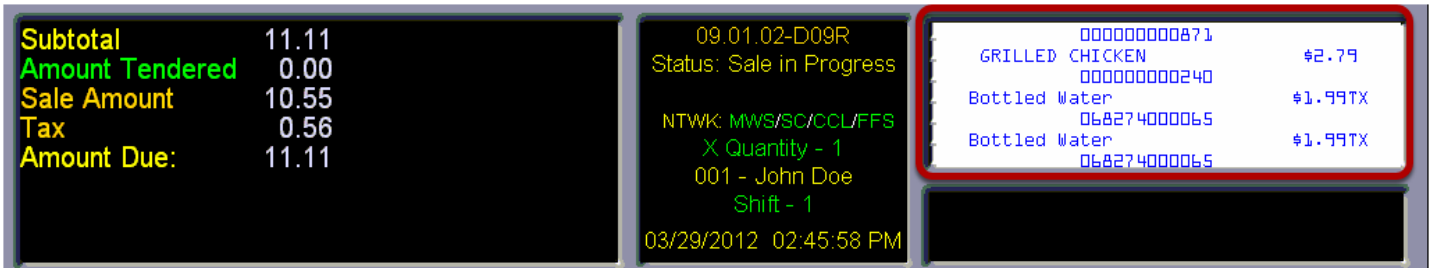 Subtotal 11.11
Amount Tendered 0.00
Sale Amount 10.55
Tax 0.56
Amount Due: 11.11
09.01.02-D09R
Status: Sale in Progress
NTWK: MWS/SC/CCL/FFS
X Quantity - 1
001 - John Doe
Shift - 1
03/29/2012 02:45:58 PM
000000000871
GRILLED CHICKEN $2.79
000000000240
Bottled Water $1.99TX
068274000065
Bottled Water $1.99TX
068274000065